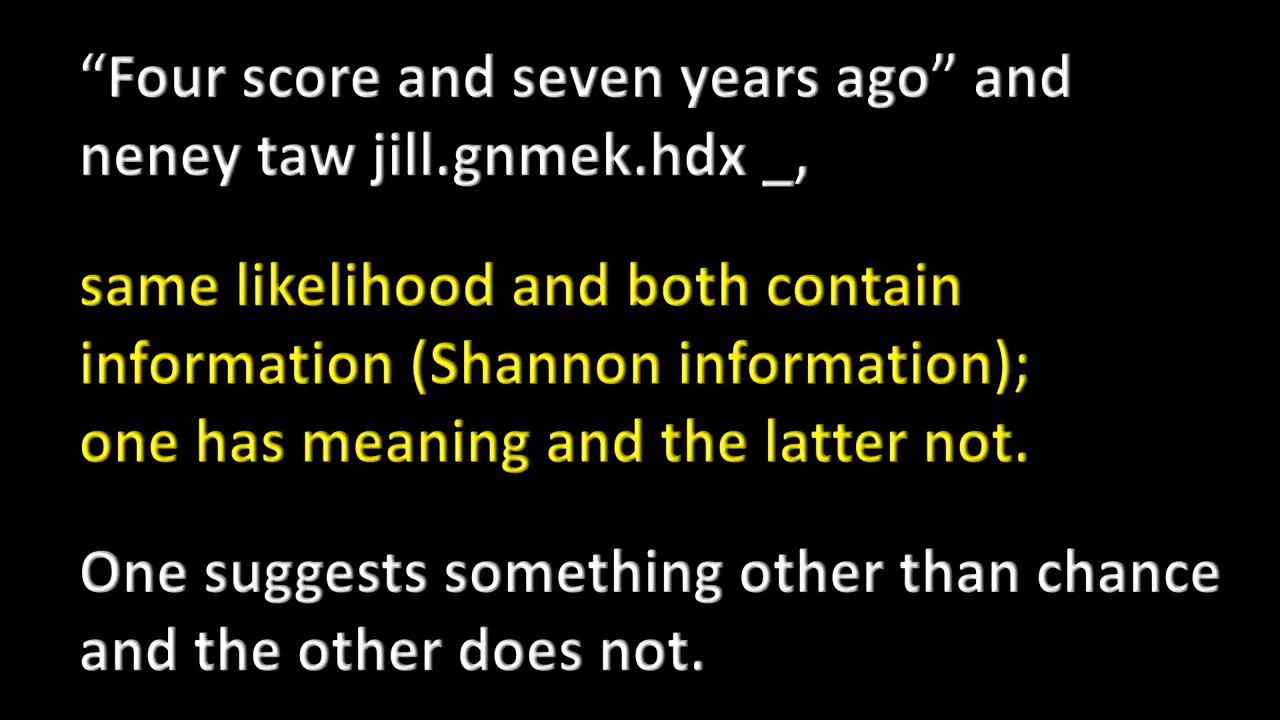 “Four score and seven years ago” and
neney taw jill.gnmek.hdx _,
same likelihood and both contain
information (Shannon information);
one has meaning and the latter not.
One suggests something other than chance
and the other does not.